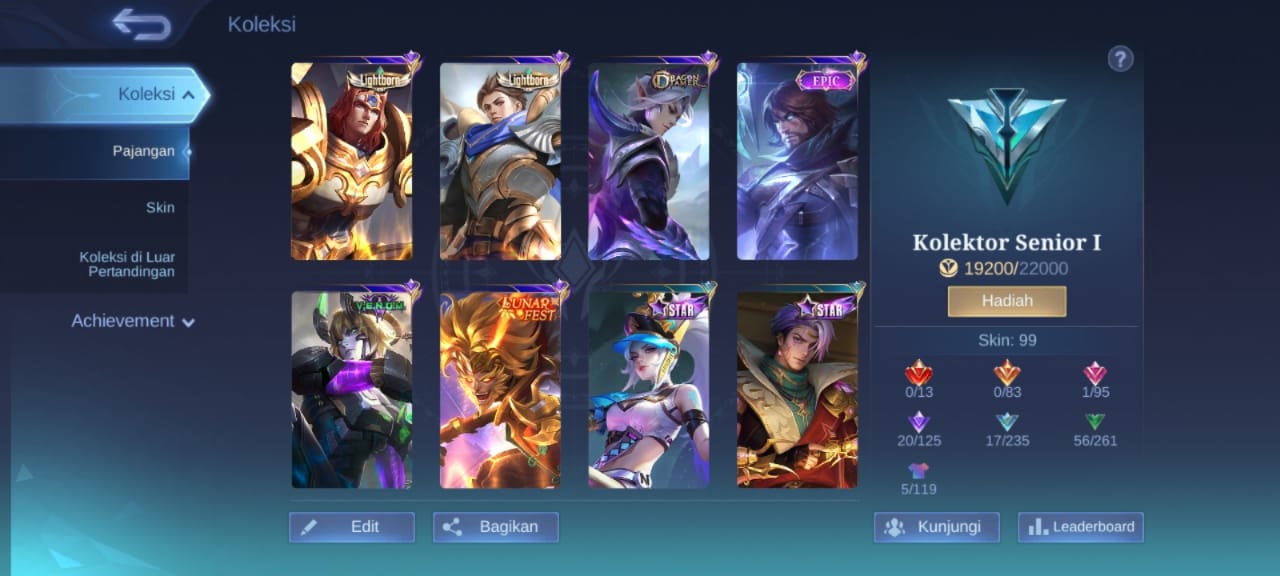 Koleksi
?
Koleksi
Pajangan
Skin
Koleksi di Luar
Pertandingan
Achievement
Lightborn
Lightborn
DRAGON
TAMER
EPIC
V.E.N.O.M.
LUNAR
FEST
STAR
STAR
Kolektor Senior I
19200/22000
Hadiah
Skin: 99
0/13
0/83
1/95
20/125
17/235
56/261
5/119
Edit
Bagikan
Kunjungi
Leaderboard